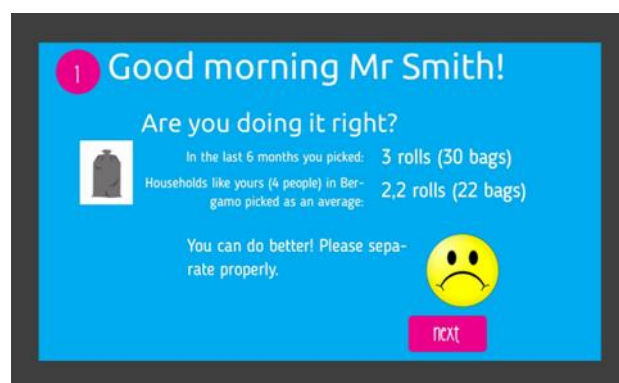 1 Good morning Mr Smith!
Are you doing it right?
In the last 6 months you picked: 3 rolls (30 bags)
Households like yours (4 people) in Ber-
gamo picked as an average: 2,2 rolls (22 bags)
You can do better! Please sepa-
rate properly.
next